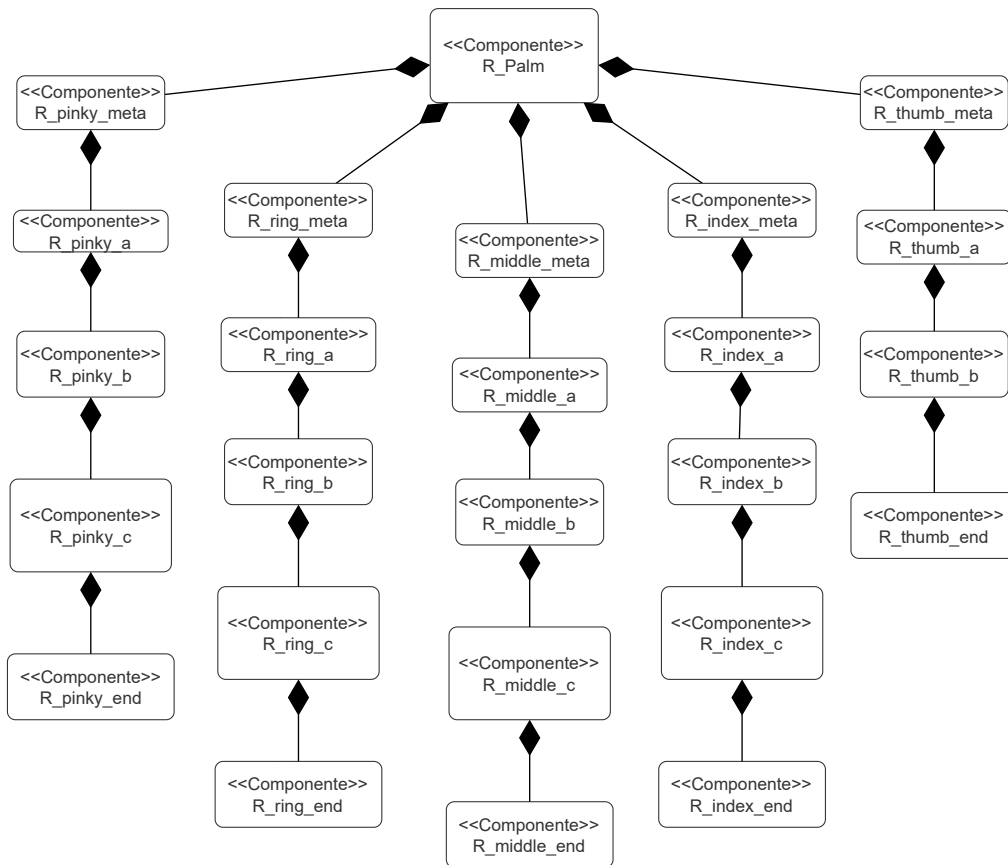 <<Componente>>
R_Palm
<<Componente>>
R_pinky_meta
<<Componente>>
R_thumb_meta
<<Componente>>
R_ring_meta
<<Componente>>
R_index_meta
<<Componente>>
R_pinky_a
<<Componente>>
R_middle_meta
<<Componente>>
R_thumb_a
<<Componente>>
R_ring_a
<<Componente>>
R_index_a
<<Componente>>
R_pinky_b
<<Componente>>
R_thumb_b
<<Componente>>
R_middle_a
<<Componente>>
R_ring_b
<<Componente>>
R_index_b
<<Componente>>
R_pinky_c
<<Componente>>
R_middle_b
<<Componente>>
R_thumb_end
<<Componente>>
R_ring_c
<<Componente>>
R_index_c
<<Componente>>
R_pinky_end
<<Componente>>
R_middle_c
<<Componente>>
R_ring_end
<<Componente>>
R_index_end
<<Componente>>
R_middle_end